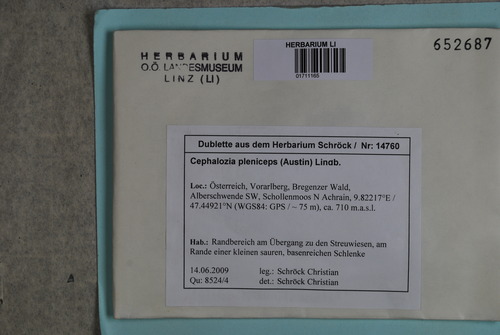 HERBARIUM
O.Ö. LANDESMUSEUM
LINZ (LI)
HERBARIUM LI
01711165
652687
Dublette aus dem Herbarium Schröck / Nr: 14760
Cephalozia pleniceps (Austin) Lindb.
Loc.: Österreich, Vorarlberg, Bregenzer Wald,
Alberschwende SW, Schollenmoos N Achrain, 9.82217°E /
47.44921°N (WGS84: GPS / ~ 75 m), ca. 710 m.a.s.l.
Hab.: Randbereich am Übergang zu den Streuwiesen, am
Rande einer kleinen sauren, basenreichen Schlenke
14.06.2009 leg.: Schröck Christian
Qu: 8524/4 det.: Schröck Christian